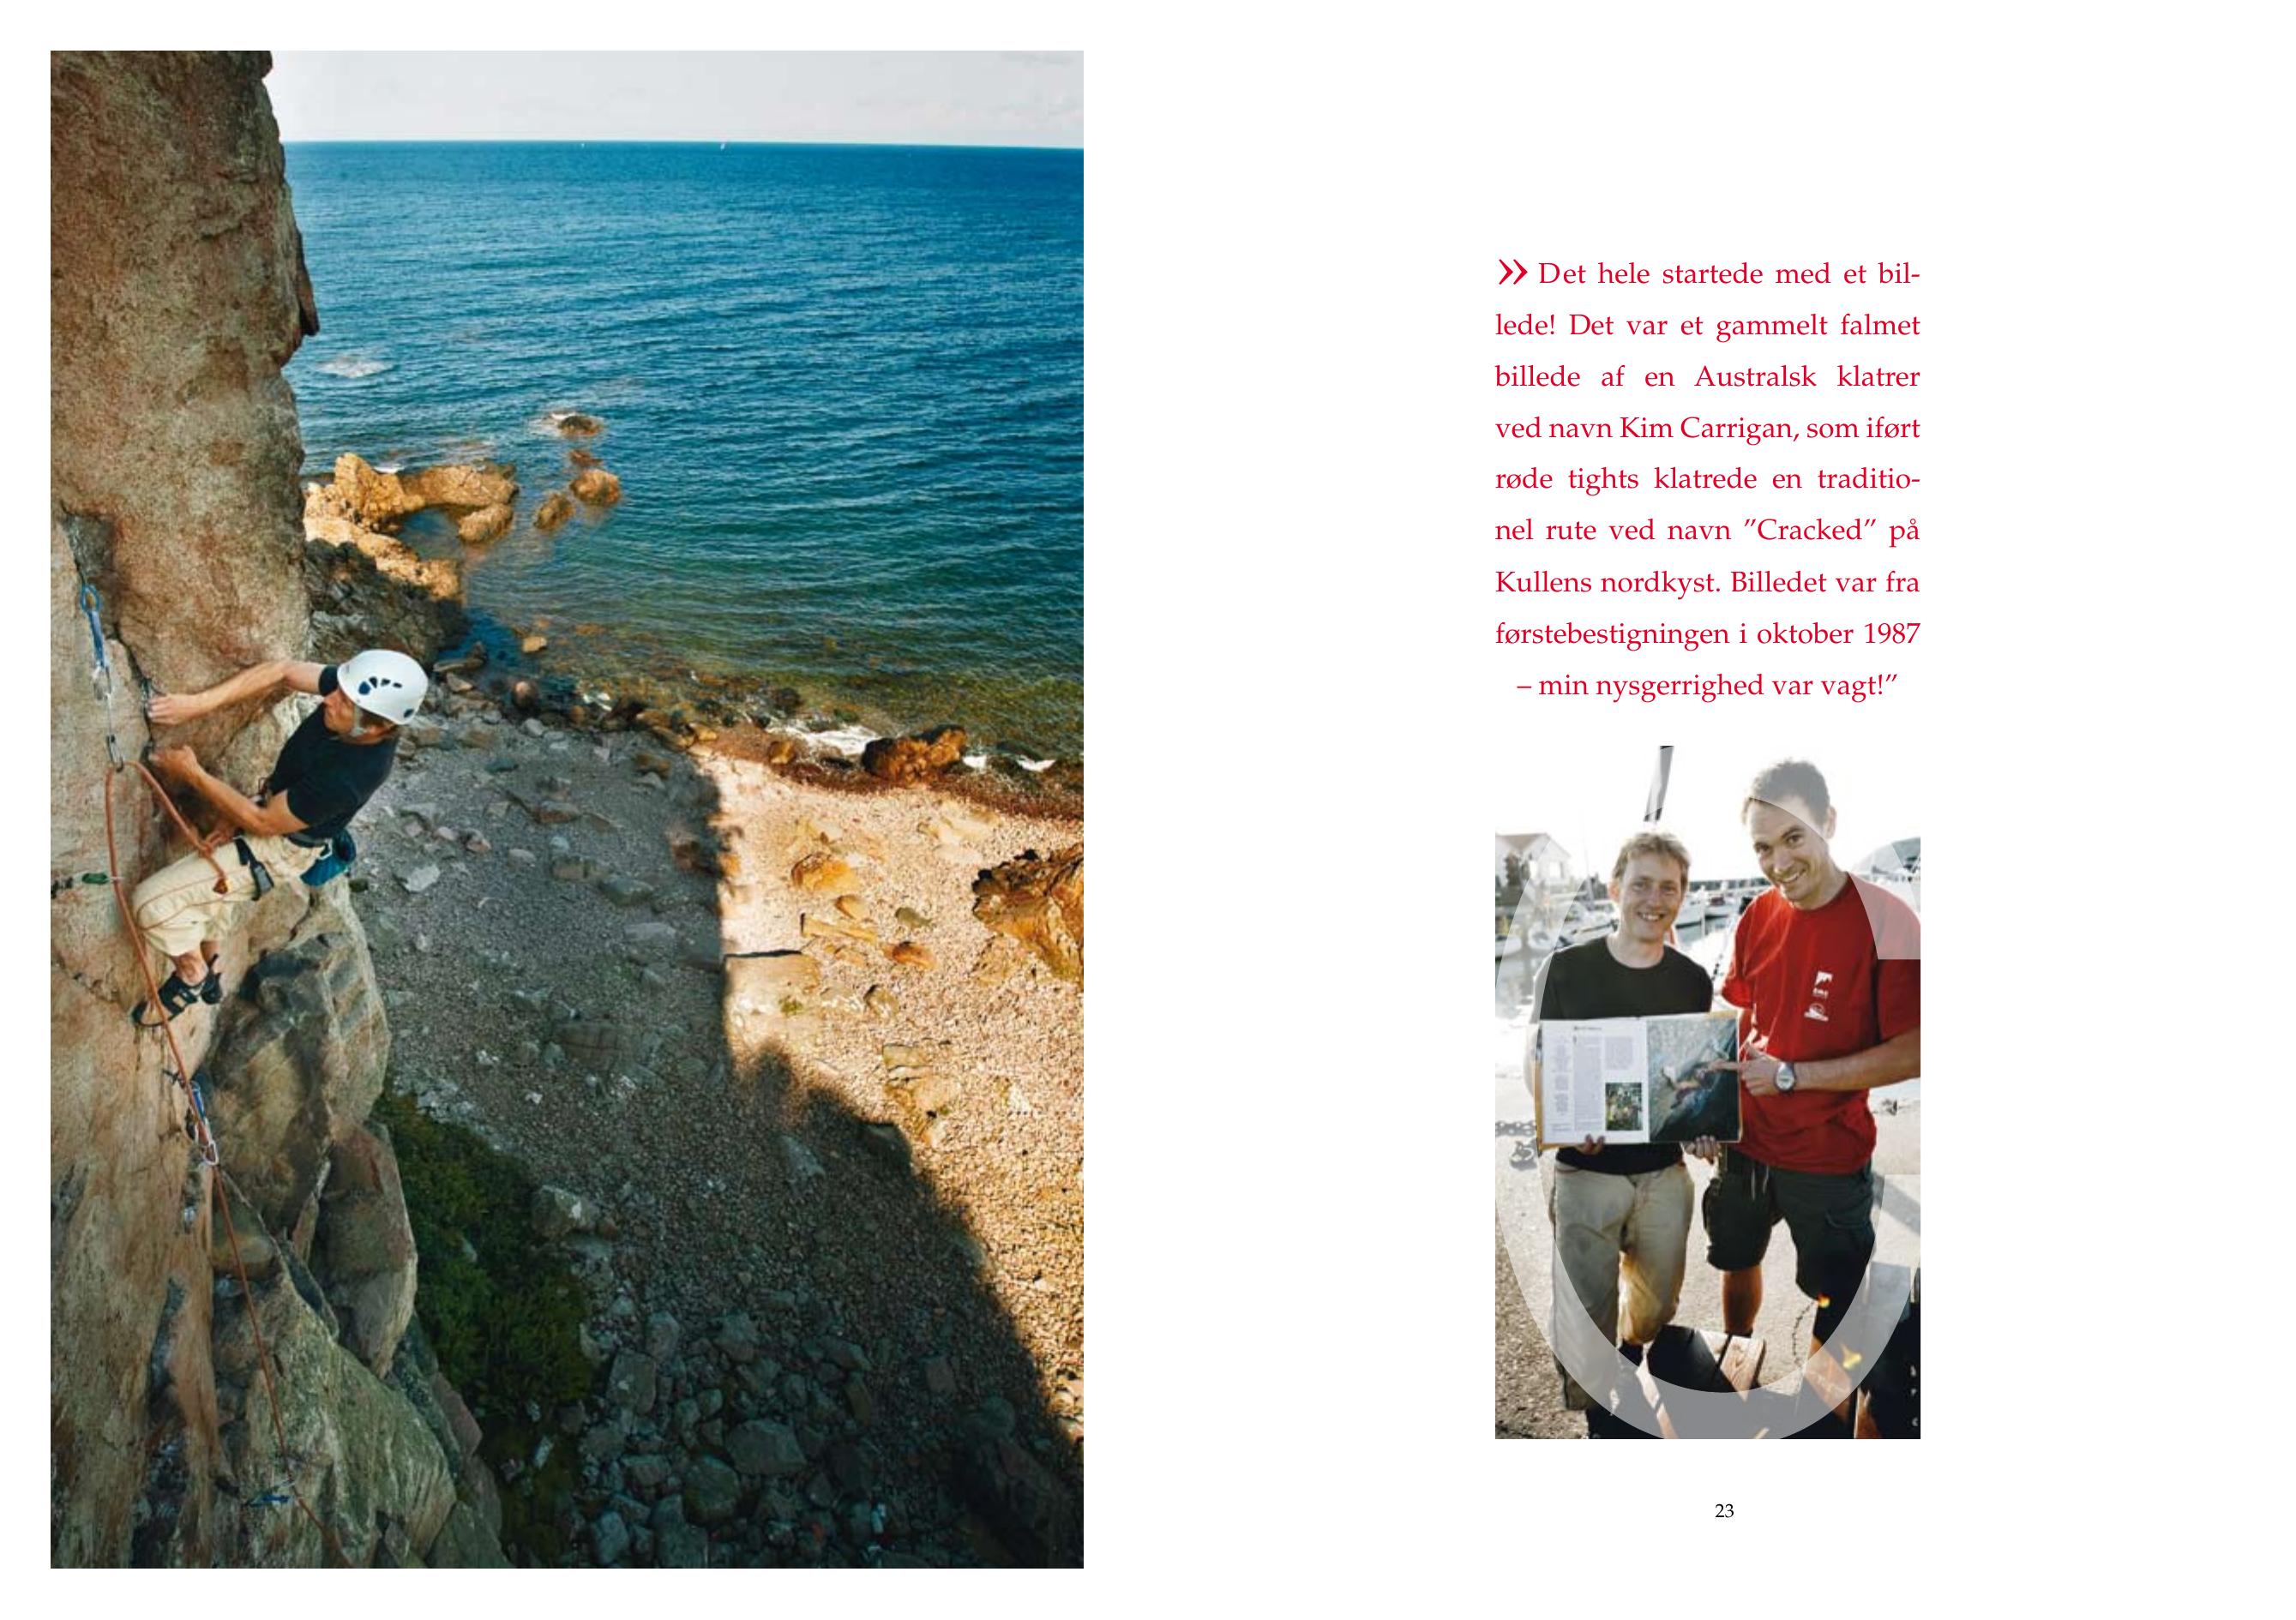 » Det hele startede med et bil-
lede! Det var et gammelt falmet
billede af en Australsk klatrer
ved navn Kim Carrigan, som iført
røde tights klatrede en traditio-
nel rute ved navn ”Cracked” på
Kullens nordkyst. Billedet var fra
førstebestigningen i oktober 1987
– min nysgerrighed var vagt!”
23